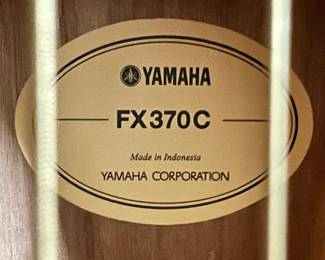 YAMAHA
FX370C
Made in Indonesia
YAMAHA CORPORATION